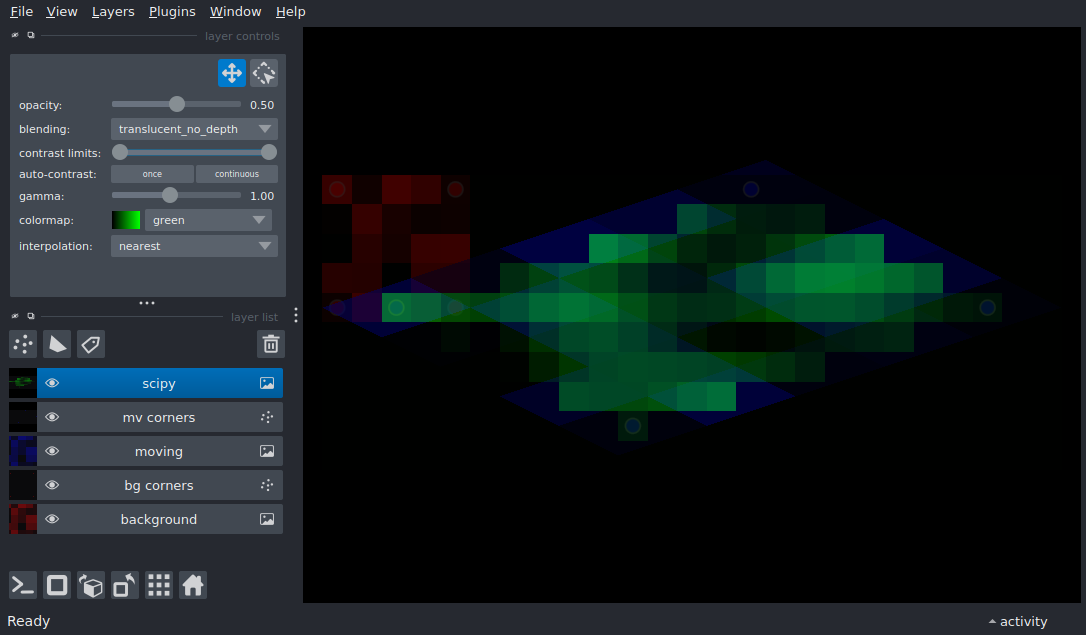 File View Layers Plugins Window Help
layer controls
opacity: 0.50
blending: translucent_no_depth
contrast limits:
auto-contrast: once continuous
gamma: 1.00
colormap: green
interpolation: nearest
layer list
scipy
mv corners
moving
bg corners
background
Ready activity